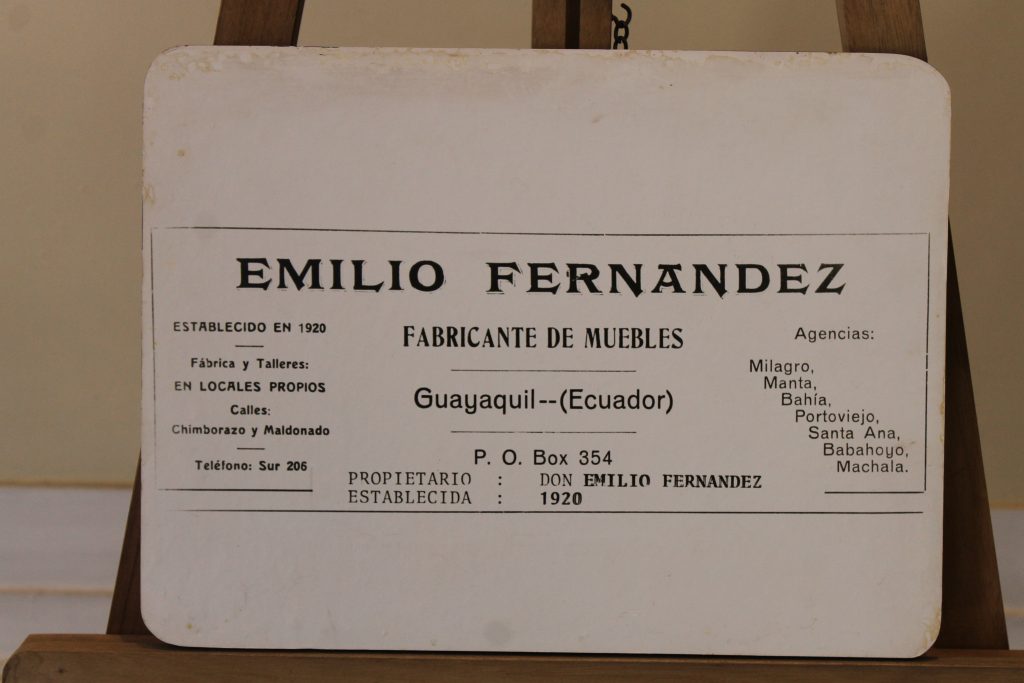 EMILIO FERNANDEZ
ESTABLECIDO EN 1920
Fábrica y Talleres:
EN LOCALES PROPIOS
Calles:
Chimborazo y Maldonado
Teléfono: Sur 206
FABRICANTE DE MUEBLES
Guayaquil--(Ecuador)
P. O. Box 354
PROPIETARIO : DON EMILIO FERNANDEZ
ESTABLECIDA : 1920
Agencias:
Milagro,
Manta,
Bahía,
Portoviejo,
Santa Ana,
Babahoyo,
Machala.